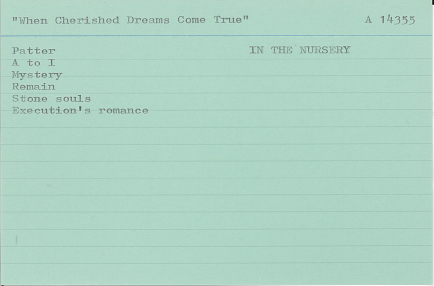 "When Cherished Dreams Come True" A 14355
Patter IN THE NURSERY
A to I
Mystery
Remain
Stone souls
Execution's romance